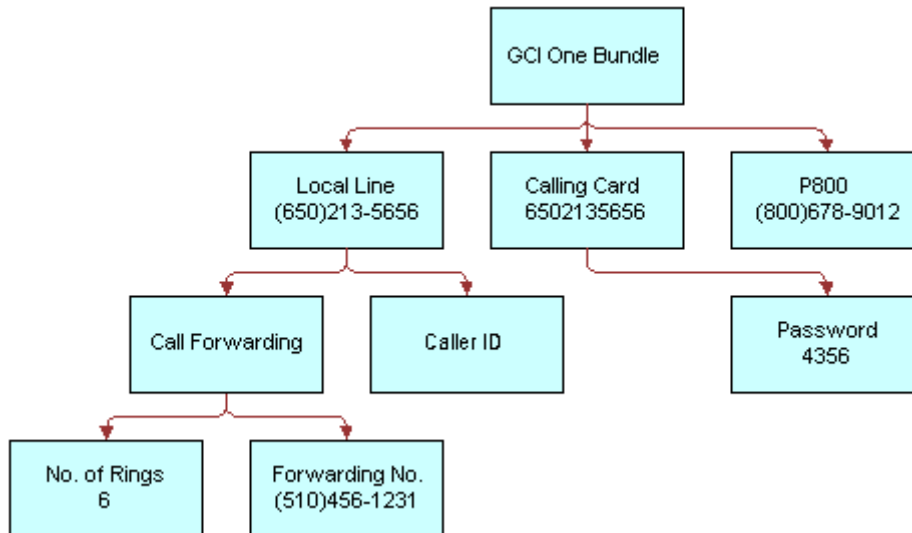 GCI One Bundle
Local Line
(650)213-5656
Calling Card
6502135656
P800
(800)678-9012
Call Forwarding
Caller ID
Password
4356
No. of Rings
6
Forwarding No.
(510)456-1231